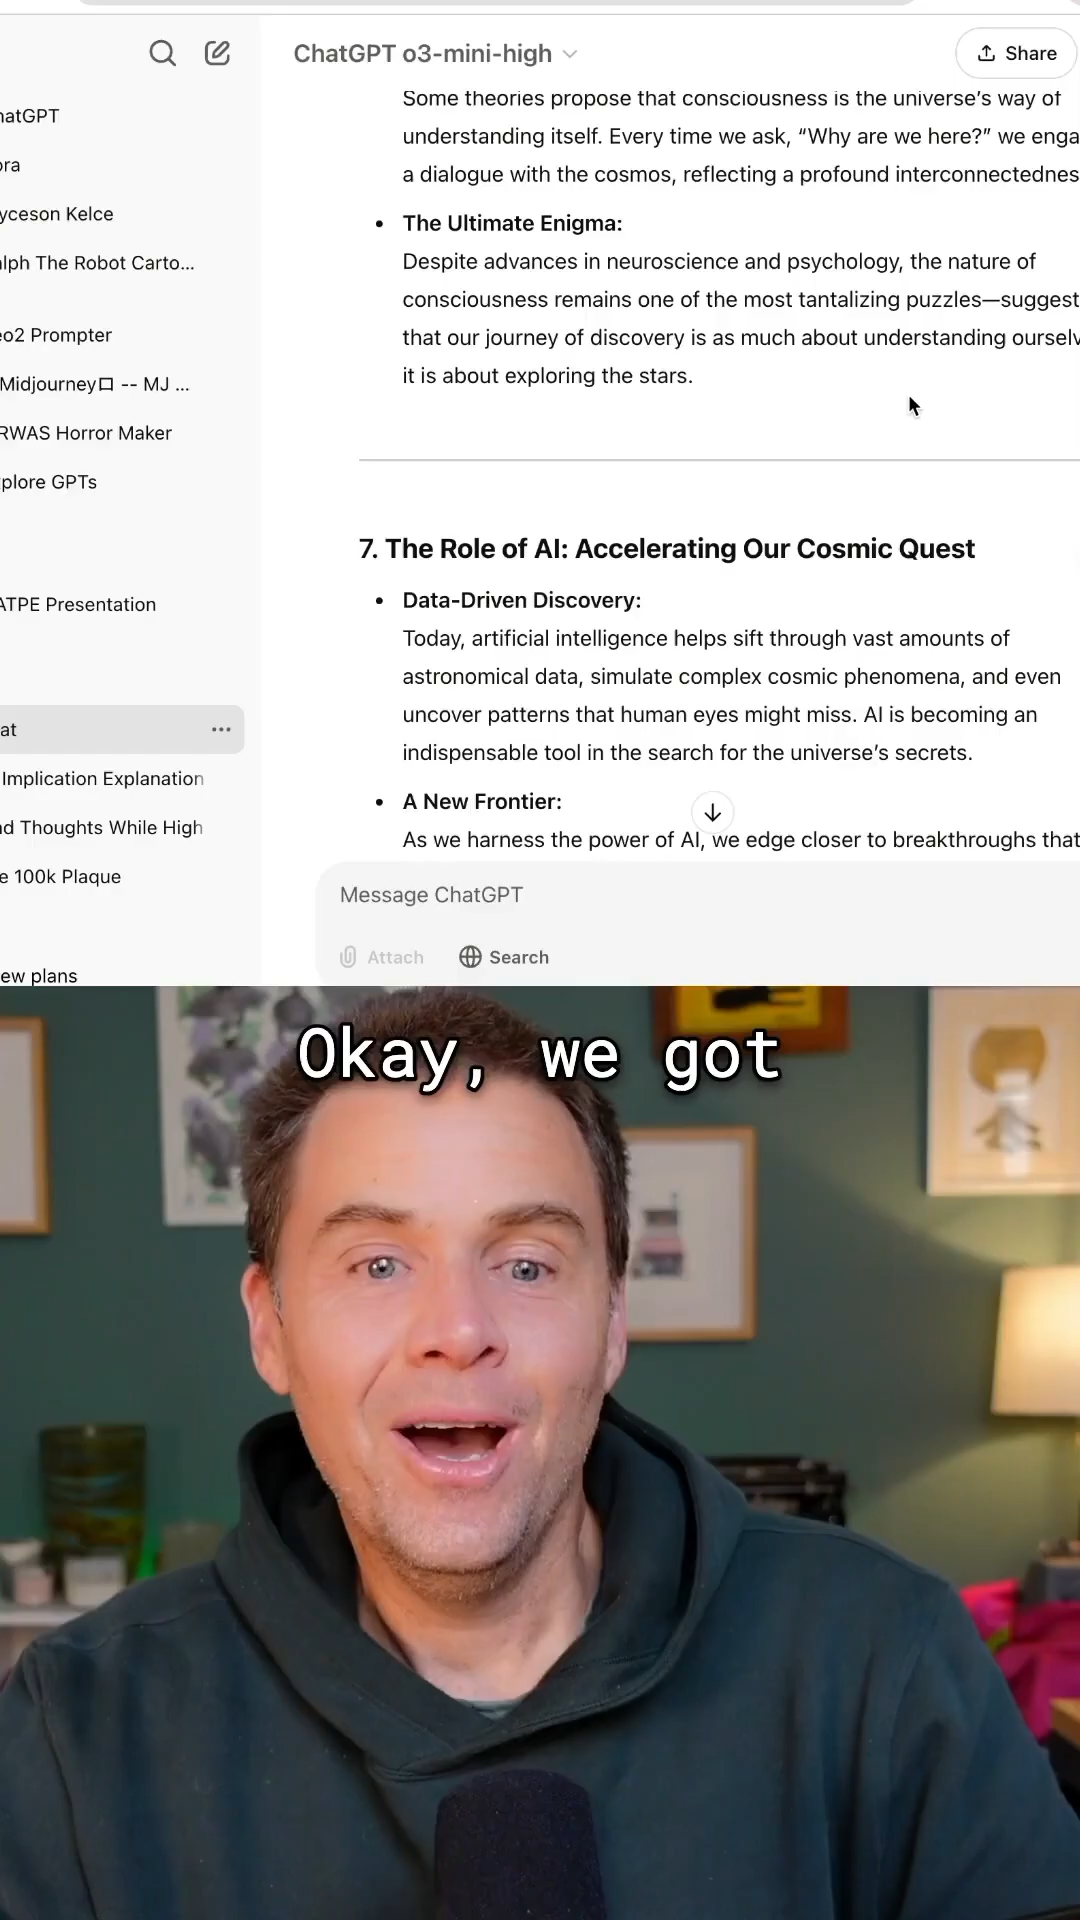 ChatGPT o3-mini-high
Share
hatGPT
ora
yceson Kelce
lph The Robot Carto...
eo2 Prompter
Midjourney -- MJ ...
RWAS Horror Maker
plore GPTs
ATPE Presentation
at
Implication Explanation
nd Thoughts While High
e 100k Plaque
ew plans
Some theories propose that consciousness is the universe’s way of
understanding itself. Every time we ask, “Why are we here?” we enga
a dialogue with the cosmos, reflecting a profound interconnectednes
• The Ultimate Enigma:
Despite advances in neuroscience and psychology, the nature of
consciousness remains one of the most tantalizing puzzles—suggest
that our journey of discovery is as much about understanding ourselv
it is about exploring the stars.
7. The Role of AI: Accelerating Our Cosmic Quest
• Data-Driven Discovery:
Today, artificial intelligence helps sift through vast amounts of
astronomical data, simulate complex cosmic phenomena, and even
uncover patterns that human eyes might miss. AI is becoming an
indispensable tool in the search for the universe’s secrets.
• A New Frontier:
As we harness the power of AI, we edge closer to breakthroughs that
Message ChatGPT
Attach
Search
Okay, we got